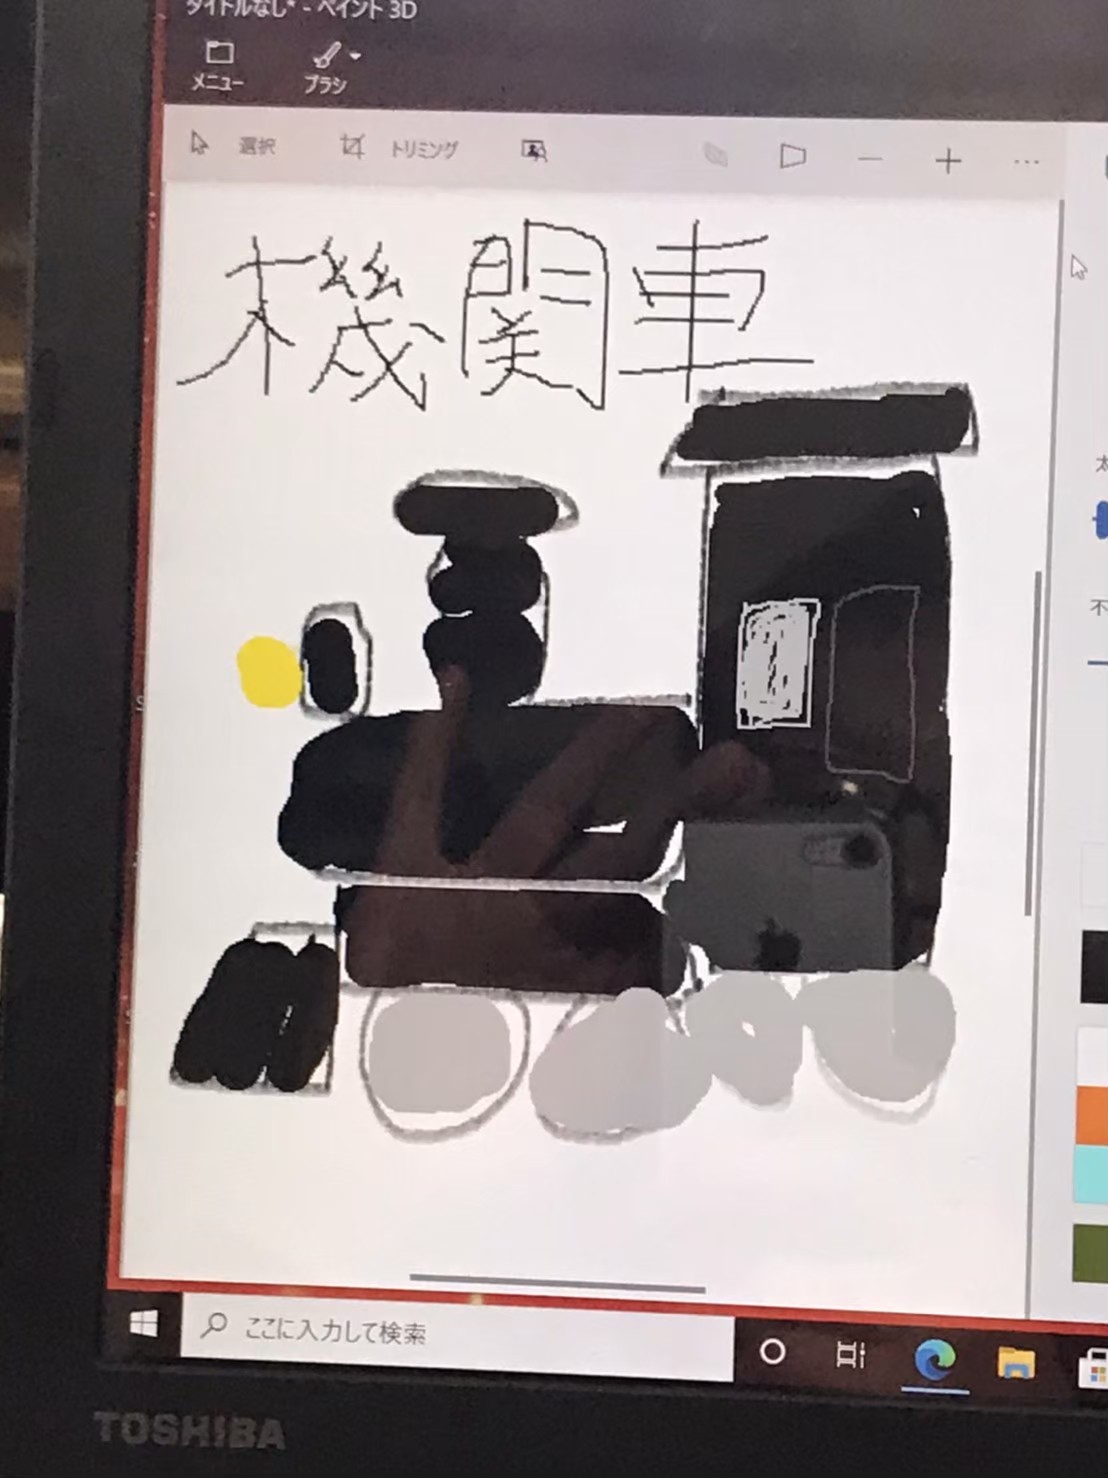 タイトルなし* - ペイント 3D
メニュー ブラシ
選択 トリミング
機関車
太
不
ここに入力して検索
TOSHIBA